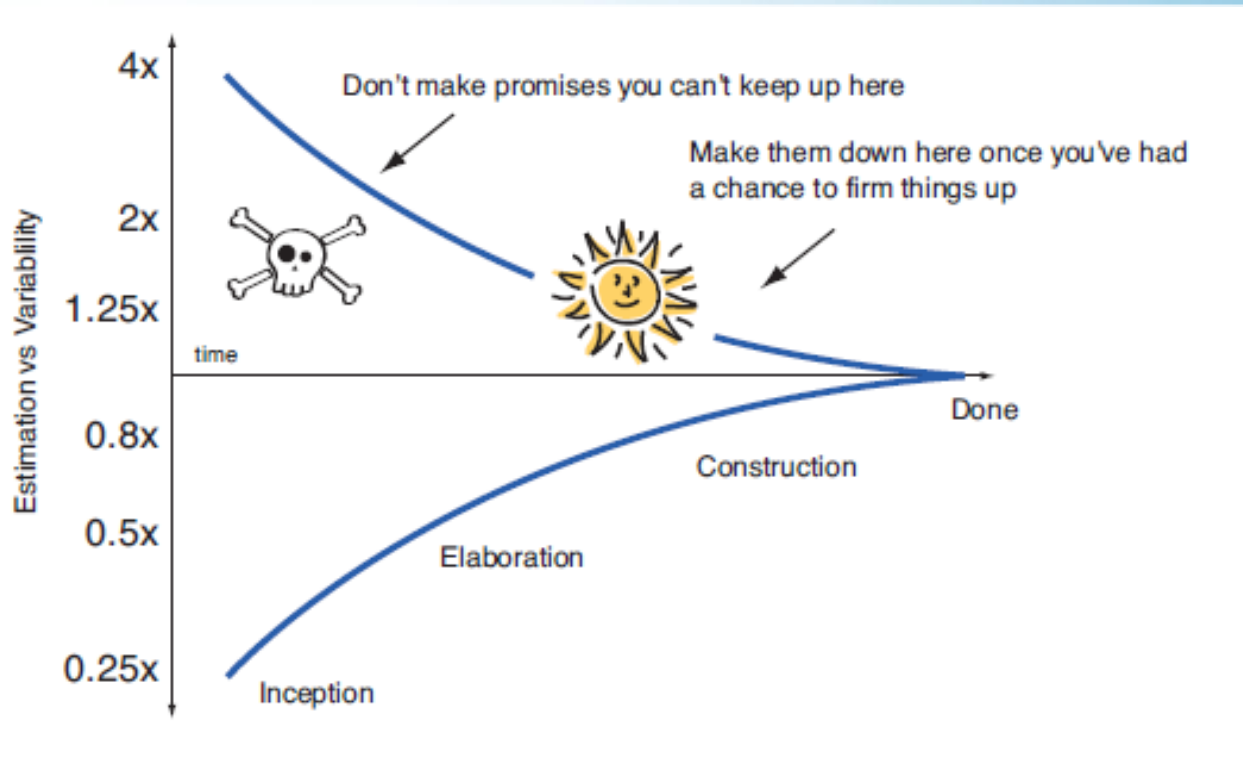 4x
Don't make promises you can't keep up here
Make them down here once you've had
a chance to firm things up
2x
1.25x
Estimation vs Variablility
time
Done
0.8x
Construction
0.5x
Elaboration
0.25x
Inception